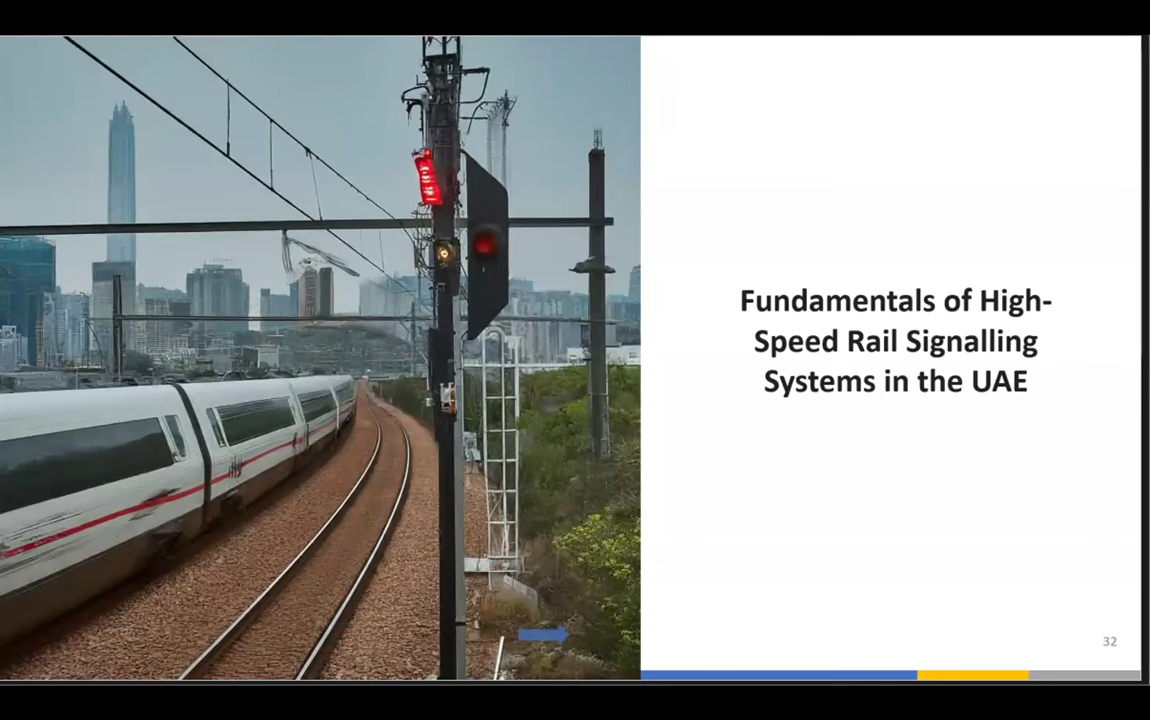 Fundamentals of High-
Speed Rail Signalling
Systems in the UAE
32